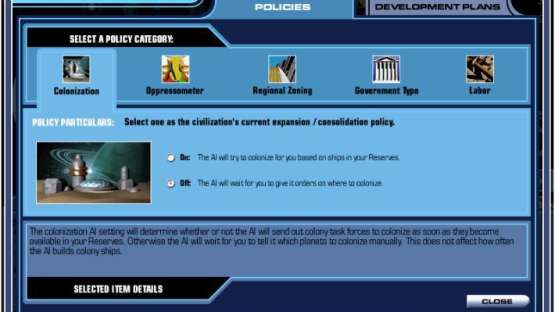 POLICIES
DEVELOPMENT PLANS
SELECT A POLICY CATEGORY:
Colonization
Oppressometer
Regional Zoning
Government Type
Labor
POLICY PARTICULARS: Select one as the civilization's current expansion / consolidation policy.
On: The AI will try to colonize for you based on ships in your Reserves.
Off: The AI will wait for you to give it orders on where to colonize.
The colonization AI setting will determine whether or not the AI will send out colony task forces to colonize as soon as they become
available in your Reserves. Otherwise the AI will wait for you to tell it which planets to colonize manually. This does not affect how often
the AI builds colony ships.
SELECTED ITEM DETAILS
CLOSE